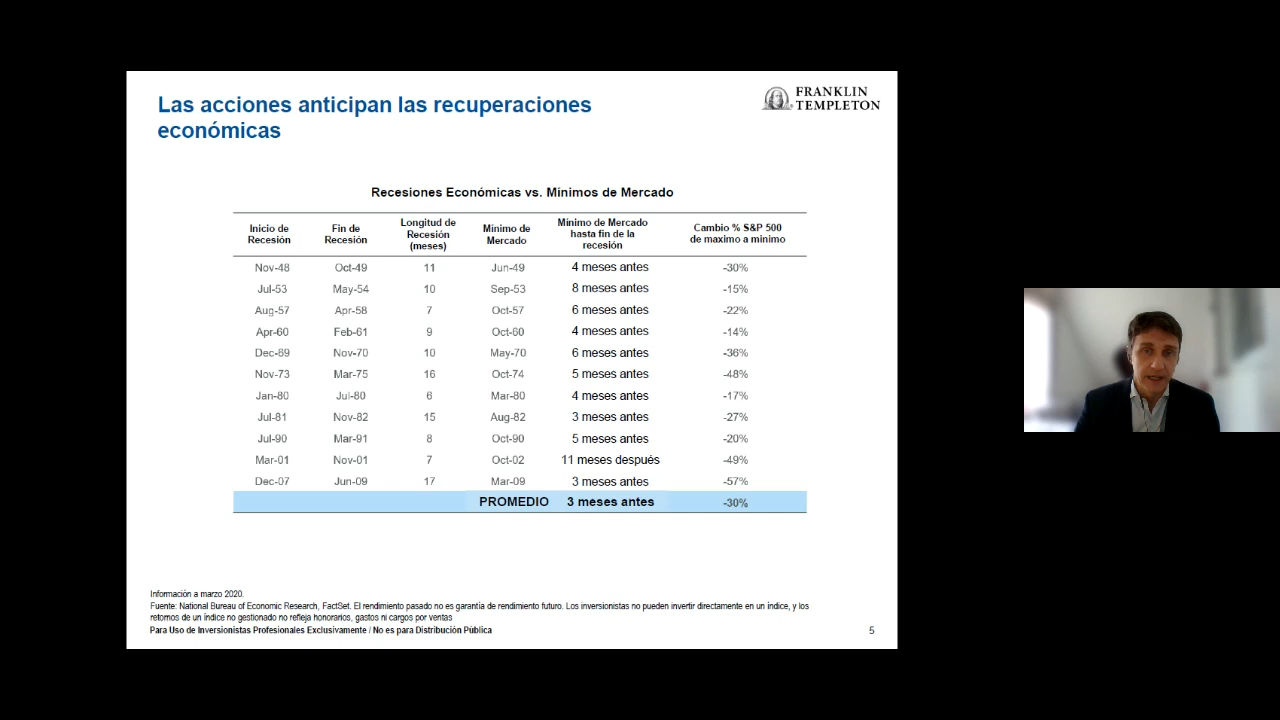 Las acciones anticipan las recuperaciones
económicas
FRANKLIN
TEMPLETON
Recesiones Económicas vs. Mínimos de Mercado
Inicio de
Recesión
Fin de
Recesión
Longitud de
Recesión
(meses)
Mínimo de
Mercado
Mínimo de Mercado
hasta fin de la
recesión
Cambio % S&P 500
de maximo a minimo
Nov-48 Oct-49 11 Jun-49 4 meses antes -30%
Jul-53 May-54 10 Sep-53 8 meses antes -15%
Aug-57 Apr-58 7 Oct-57 6 meses antes -22%
Apr-60 Feb-61 9 Oct-60 4 meses antes -14%
Dec-69 Nov-70 10 May-70 6 meses antes -36%
Nov-73 Mar-75 16 Oct-74 5 meses antes -48%
Jan-80 Jul-80 6 Mar-80 4 meses antes -17%
Jul-81 Nov-82 15 Aug-82 3 meses antes -27%
Jul-90 Mar-91 8 Oct-90 5 meses antes -20%
Mar-01 Nov-01 7 Oct-02 11 meses después -49%
Dec-07 Jun-09 17 Mar-09 3 meses antes -57%
PROMEDIO 3 meses antes -30%
Información a marzo 2020.
Fuente: National Bureau of Economic Research, FactSet. El rendimiento pasado no es garantía de rendimiento futuro. Los inversionistas no pueden invertir directamente en un índice, y los
retornos de un índice no gestionado no refleja honorarios, gastos ni cargos por ventas
Para Uso de Inversionistas Profesionales Exclusivamente / No es para Distribución Pública
5